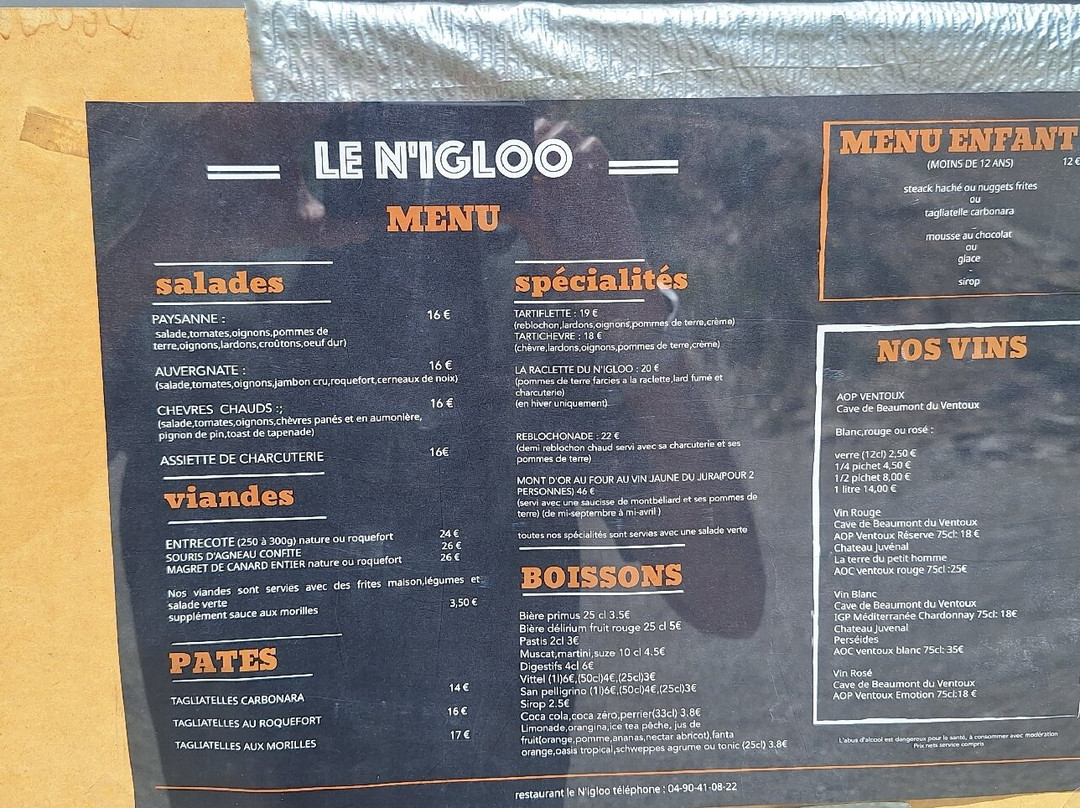 LE N'IGLOO
MENU
salades
PAYSANNE : 16 €
salade,tomates,oignons,pommes de
terre,oignons,lardons,croûtons,oeuf dur)
AUVERGNATE : 16 €
(salade,tomates,oignons,jambon cru,roquefort,cerneaux de noix)
CHEVRES CHAUDS :; 16 €
(salade,tomates,oignons,chèvres panés et en aumonière,
pignon de pin,toast de tapenade)
ASSIETTE DE CHARCUTERIE 16€
viandes
ENTRECOTE (250 à 300g) nature ou roquefort 24 €
SOURIS D'AGNEAU CONFITE 26 €
MAGRET DE CANARD ENTIER nature ou roquefort 26 €
Nos viandes sont servies avec des frites maison,légumes et
salade verte
supplément sauce aux morilles 3,50 €
PATES
TAGLIATELLES CARBONARA 14 €
TAGLIATELLES AU ROQUEFORT 16 €
TAGLIATELLES AUX MORILLES 17 €
spécialités
TARTIFLETTE : 19 €
(reblochon,lardons,oignons,pommes de terre,crème)
TARTICHEVRE : 18 €
(chèvre,lardons,oignons,pommes de terre,crème)
LA RACLETTE DU N'IGLOO : 20 €
(pommes de terre farcies a la raclette,lard fumé et
charcuterie)
(en hiver uniquement)
REBLOCHONADE : 22 €
(demi reblochon chaud servi avec sa charcuterie et ses
pommes de terre)
MONT D'OR AU FOUR AU VIN JAUNE DU JURA(POUR 2
PERSONNES) 46 €
(servi avec une saucisse de montbéliard et ses pommes de
terre) (de mi-septembre à mi-avril )
toutes nos spécialités sont servies avec une salade verte
BOISSONS
Bière primus 25 cl 3.5€
Bière délirium fruit rouge 25 cl 5€
Pastis 2cl 3€
Muscat,martini,suze 10 cl 4.5€
Digestifs 4cl 6€
Vittel (1l)6€,(50cl)4€,(25cl)3€
San pelligrino (1l)6€,(50cl)4€,(25cl)3€
Sirop 2.5€
Coca cola,coca zéro,perrier(33cl) 3.8€
Limonade,orangina,ice tea pêche, jus de
fruit(orange,pomme,ananas,nectar abricot),fanta
orange,oasis tropical,schweppes agrume ou tonic (25cl) 3.8€
MENU ENFANT
(MOINS DE 12 ANS) 12 €
steack haché ou nuggets frites
ou
tagliatelle carbonara
-
mousse au chocolat
ou
glace
-
sirop
NOS VINS
AOP VENTOUX
Cave de Beaumont du Ventoux
Blanc,rouge ou rosé :
verre (12cl) 2,50 €
1/4 pichet 4,50 €
1/2 pichet 8,00 €
1 litre 14,00 €
Vin Rouge
Cave de Beaumont du Ventoux
AOP Ventoux Réserve 75cl: 18 €
Chateau Juvénal
La terre du petit homme
AOC ventoux rouge 75cl :25€
Vin Blanc
Cave de Beaumont du Ventoux
IGP Méditerranée Chardonnay 75cl: 18€
Chateau Juvenal
Perséides
AOC ventoux blanc 75cl: 35€
Vin Rosé
Cave de Beaumont du Ventoux
AOP Ventoux Emotion 75cl:18 €
L'abus d'alcool est dangereux pour la santé, à consommer avec modération
Prix nets service compris
restaurant le N'igloo téléphone : 04-90-41-08-22